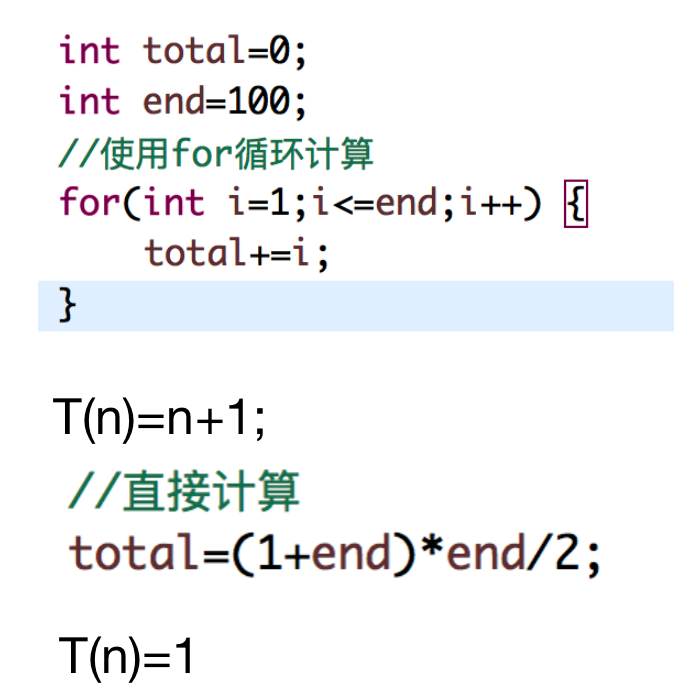 int total=0;
int end=100;
//使用for循环计算
for(int i=1;i<=end;i++) {
    total+=i;
}
T(n)=n+1;
//直接计算
total=(1+end)*end/2;
T(n)=1